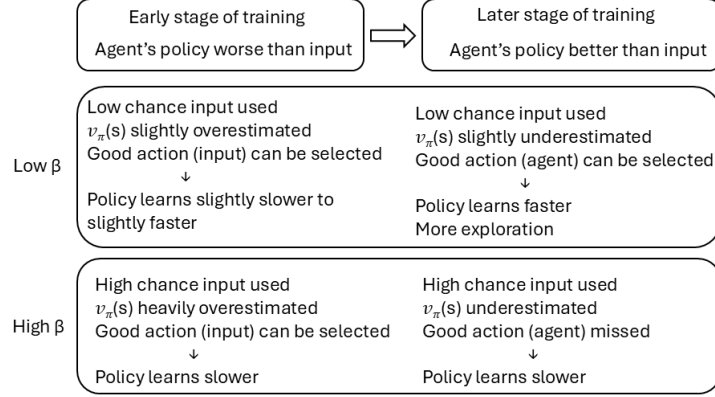 Early stage of training
Agent's policy worse than input
Later stage of training
Agent's policy better than input
Low β
Low chance input used
vπ(s) slightly overestimated
Good action (input) can be selected
↓
Policy learns slightly slower to
slightly faster
Low chance input used
vπ(s) slightly underestimated
Good action (agent) can be selected
↓
Policy learns faster
More exploration
High β
High chance input used
vπ(s) heavily overestimated
Good action (input) can be selected
↓
Policy learns slower
High chance input used
vπ(s) underestimated
Good action (agent) missed
↓
Policy learns slower